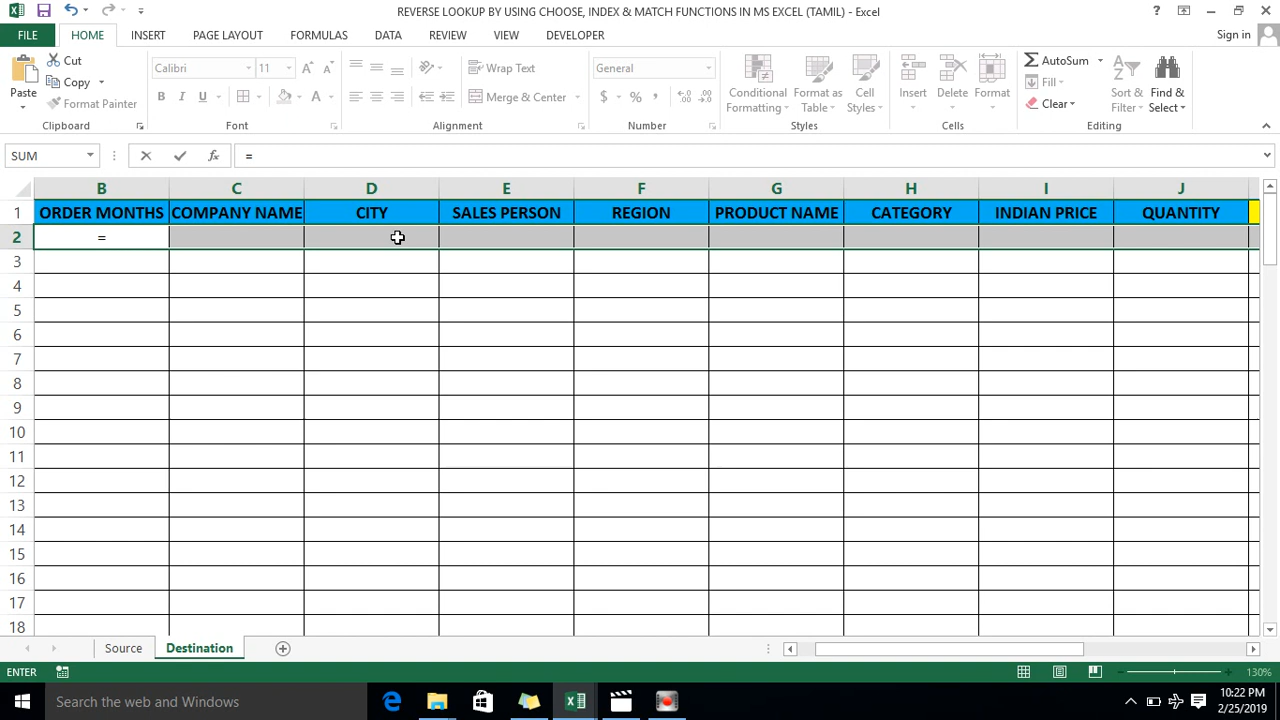 REVERSE LOOKUP BY USING CHOOSE, INDEX & MATCH FUNCTIONS IN MS EXCEL (TAMIL) - Excel
?
FILE HOME INSERT PAGE LAYOUT FORMULAS DATA REVIEW VIEW DEVELOPER Sign in
Paste
Cut
Copy
Format Painter
Clipboard
Calibri 11
B I U A
Font
Wrap Text
Merge & Center
Alignment
General
$ % ,
Number
Conditional Formatting
Format as Table
Cell Styles
Styles
Insert Delete Format
Cells
AutoSum
Fill
Clear
Sort & Filter
Find & Select
Editing
SUM fx =
B C D E F G H I J
1 ORDER MONTHS COMPANY NAME CITY SALES PERSON REGION PRODUCT NAME CATEGORY INDIAN PRICE QUANTITY
2 =
3
4
5
6
7
8
9
10
11
12
13
14
15
16
17
18
Source Destination
ENTER 130%
Search the web and Windows
10:22 PM
2/25/2019